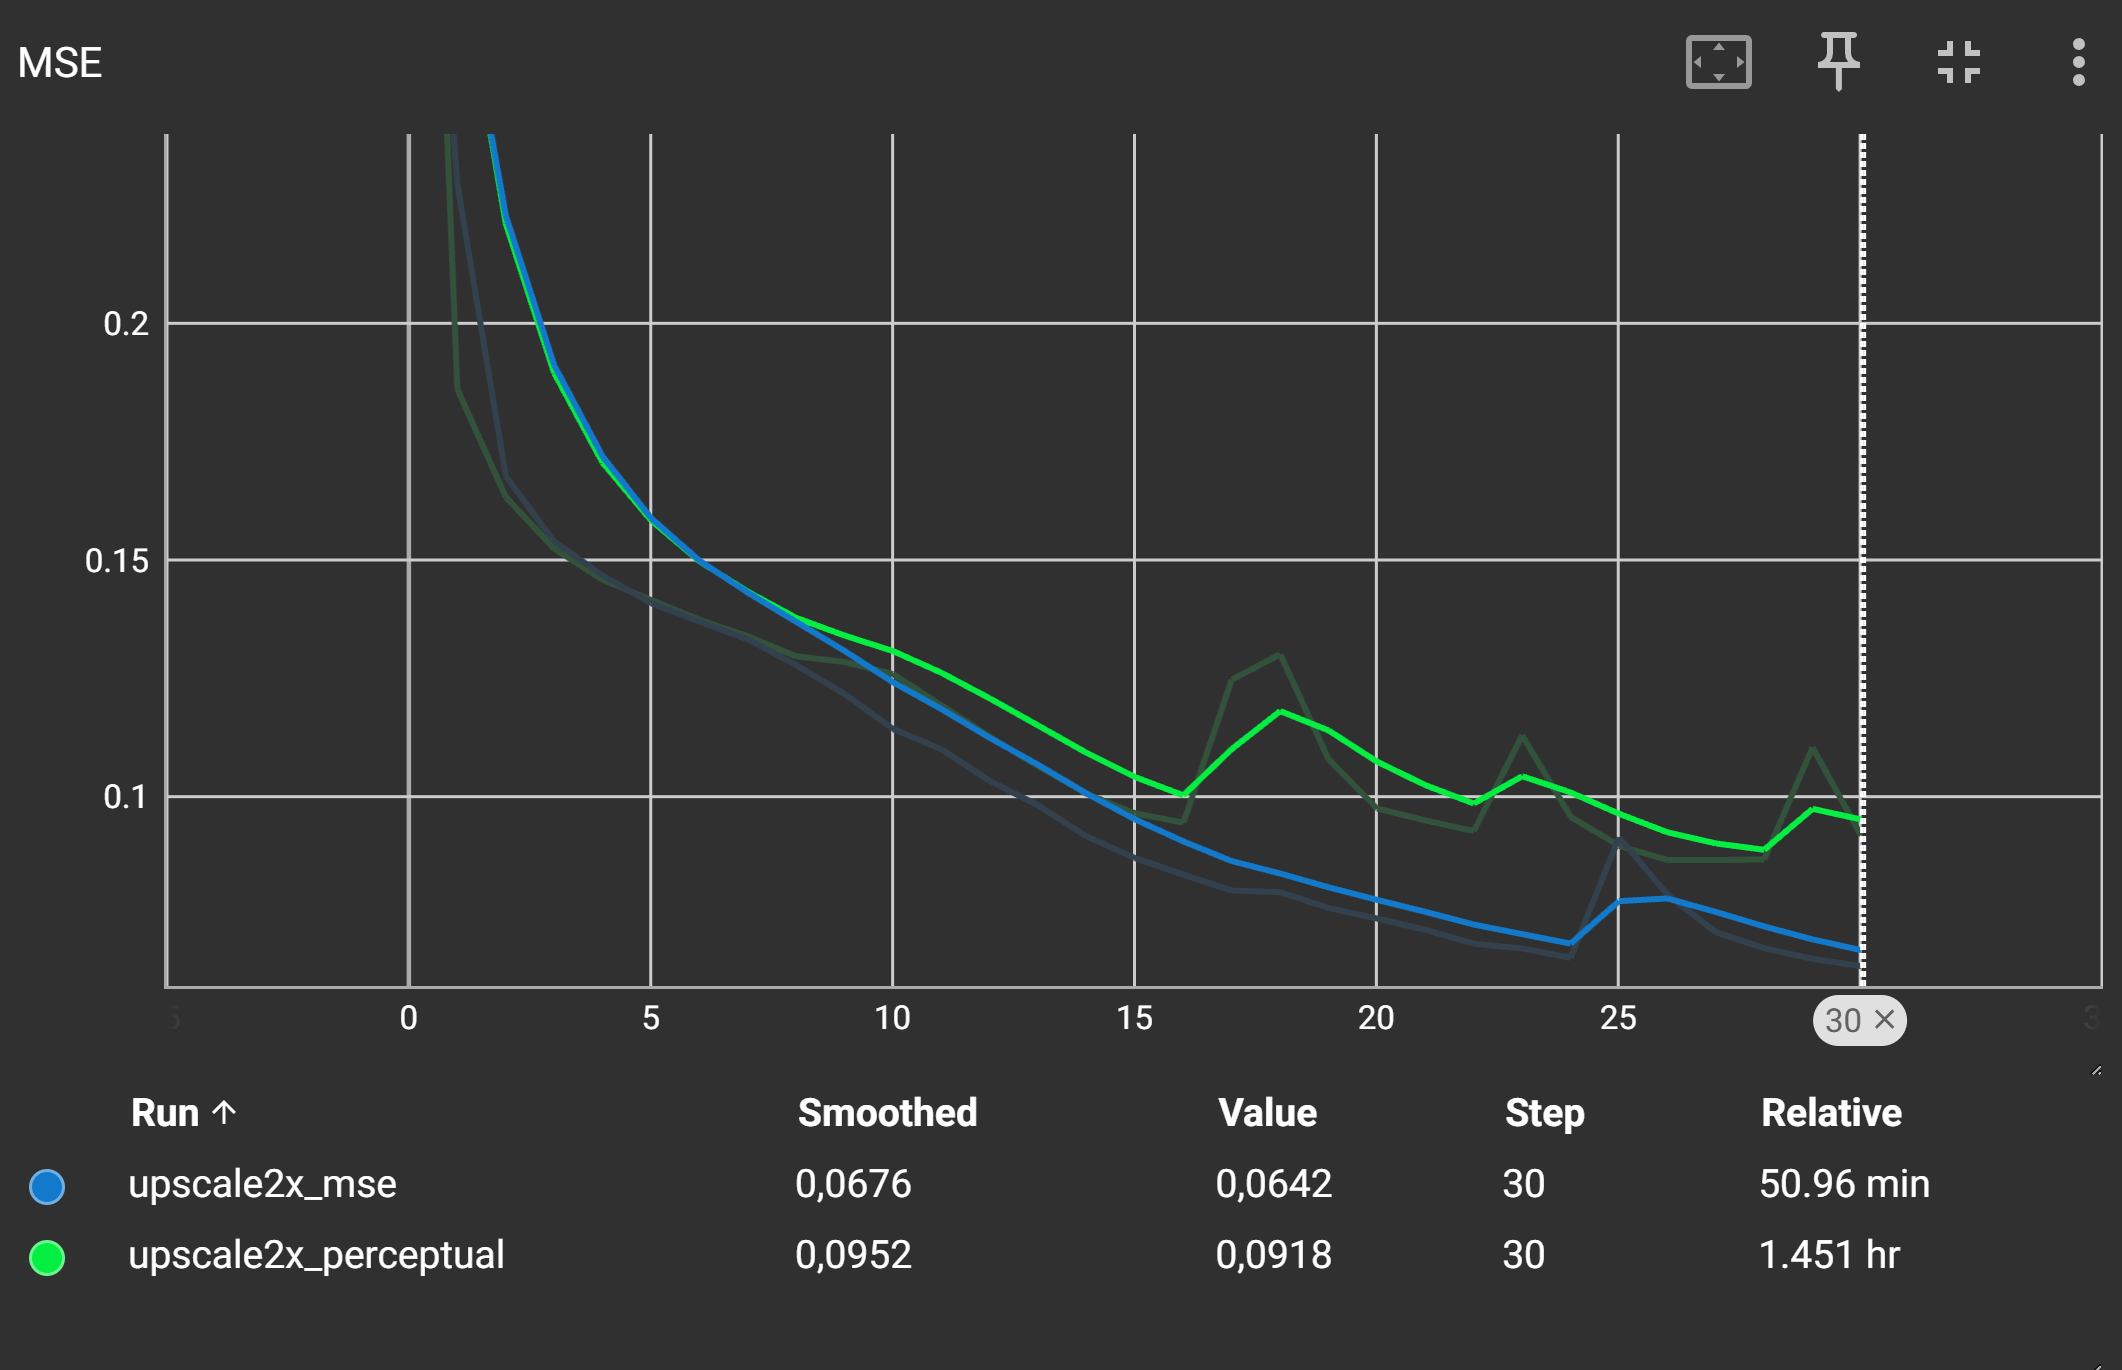 MSE
0.2
0.15
0.1
0 5 10 15 20 25 30
Run Smoothed Value Step Relative
upscale2x_mse 0,0676 0,0642 30 50.96 min
upscale2x_perceptual 0,0952 0,0918 30 1.451 hr